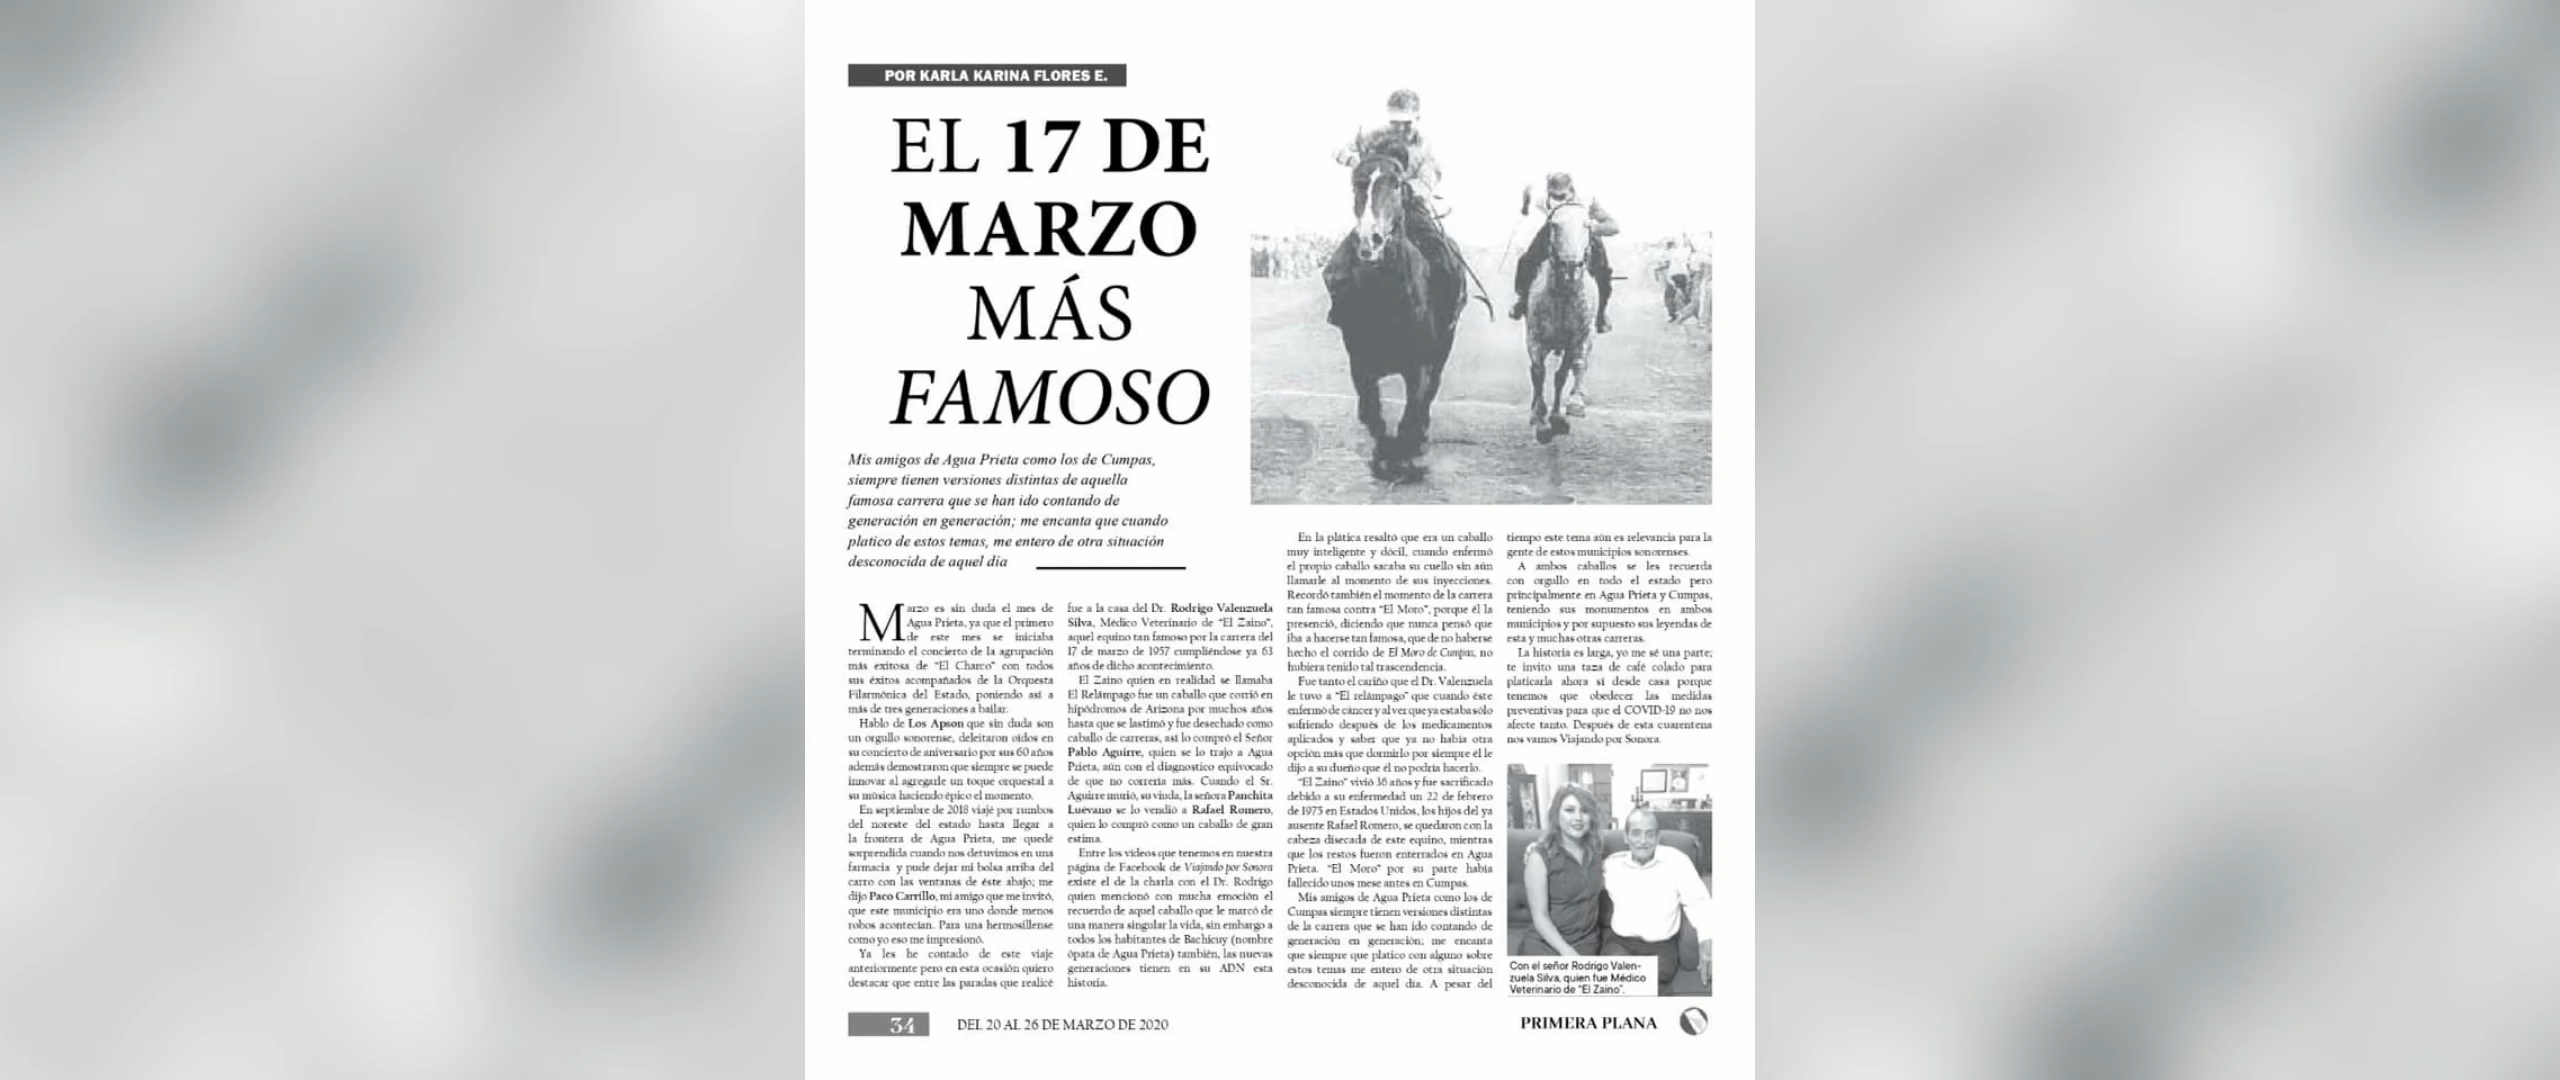 POR KARLA KARINA FLORES E.
EL 17 DE
MARZO
MÁS
FAMOSO
Mis amigos de Agua Prieta como los de Cumpas,
siempre tienen versiones distintas de aquella
famosa carrera que se han ido contando de
generación en generación; me encanta que cuando
platico de estos temas, me entero de otra situación
desconocida de aquel día
Marzo es sin duda el mes de
Agua Prieta, ya que el primero
de este mes se iniciaba
terminando el concierto de la agrupación
más exitosa de "El Charco" con todos
sus éxitos acompañados de la Orquesta
Filarmónica del Estado, poniendo así a
más de tres generaciones a bailar.
Hablo de Los Apson que sin duda son
un orgullo sonorense, deleitaron oídos en
su concierto de aniversario por sus 60 años
además demostraron que siempre se puede
innovar al agregarle un toque orquestal a
su música haciendo épico el momento.
En septiembre de 2018 viajé por rumbos
del noreste del estado hasta llegar a
la frontera de Agua Prieta, me quedé
sorprendida cuando nos detuvimos en una
farmacia y pude dejar mi bolsa arriba del
carro con las ventanas de éste abajo; me
dijo Paco Carrillo, mi amigo que me invitó,
que este municipio era uno donde menos
robos acontecían. Para una hermosillense
como yo eso me impresionó.
Ya les he contado de este viaje
anteriormente pero en esta ocasión quiero
destacar que entre las paradas que realicé
fue a la casa del Dr. Rodrigo Valenzuela
Silva, Médico Veterinario de "El Zaino",
aquel equino tan famoso por la carrera del
17 de marzo de 1957 cumpliéndose ya 63
años de dicho acontecimiento.
El Zaino quien en realidad se llamaba
El Relámpago fue un caballo que corrió en
hipódromos de Arizona por muchos años
hasta que se lastimó y fue desechado como
caballo de carreras, así lo compró el Señor
Pablo Aguirre, quien se lo trajo a Agua
Prieta, aún con el diagnostico equivocado
de que no correría más. Cuando el Sr.
Aguirre murió, su viuda, la señora Panchita
Luévano se lo vendió a Rafael Romero,
quien lo compró como un caballo de gran
estima.
Entre los videos que tenemos en nuestra
página de Facebook de Viajando por Sonora
existe el de la charla con el Dr. Rodrigo
quien mencionó con mucha emoción el
recuerdo de aquel caballo que le marcó de
una manera singular la vida, sin embargo a
todos los habitantes de Bachicuy (nombre
ópata de Agua Prieta) también, las nuevas
generaciones tienen en su ADN esta
historia.
En la plática resaltó que era un caballo
muy inteligente y dócil, cuando enfermó
el propio caballo sacaba su cuello sin aún
llamarle al momento de sus inyecciones.
Recordó también el momento de la carrera
tan famosa contra "El Moro", porque él la
presenció, diciendo que nunca pensó que
iba a hacerse tan famosa, que de no haberse
hecho el corrido de El Moro de Cumpas, no
hubiera tenido tal trascendencia.
Fue tanto el cariño que el Dr. Valenzuela
le tuvo a "El relámpago" que cuando éste
enfermó de cáncer y al ver que ya estaba sólo
sufriendo después de los medicamentos
aplicados y saber que ya no había otra
opción más que dormirlo por siempre él le
dijo a su dueño que él no podría hacerlo.
"El Zaino" vivió 36 años y fue sacrificado
debido a su enfermedad un 22 de febrero
de 1975 en Estados Unidos, los hijos del ya
ausente Rafael Romero, se quedaron con la
cabeza disecada de este equino, mientras
que los restos fueron enterrados en Agua
Prieta. "El Moro" por su parte había
fallecido unos mese antes en Cumpas.
Mis amigos de Agua Prieta como los de
Cumpas siempre tienen versiones distintas
de la carrera que se han ido contando de
generación en generación; me encanta
que siempre que platico con alguno sobre
estos temas me entero de otra situación
desconocida de aquel día. A pesar del
tiempo este tema aún es relevancia para la
gente de estos municipios sonorenses.
A ambos caballos se les recuerda
con orgullo en todo el estado pero
principalmente en Agua Prieta y Cumpas,
teniendo sus monumentos en ambos
municipios y por supuesto sus leyendas de
esta y muchas otras carreras.
La historia es larga, yo me sé una parte;
te invito una taza de café colado para
platicarla ahora sí desde casa porque
tenemos que obedecer las medidas
preventivas para que el COVID-19 no nos
afecte tanto. Después de esta cuarentena
nos vamos Viajando por Sonora.
Con el señor Rodrigo Valen-
zuela Silva, quien fue Médico
Veterinario de "El Zaino".
34
DEL 20 AL 26 DE MARZO DE 2020
PRIMERA PLANA